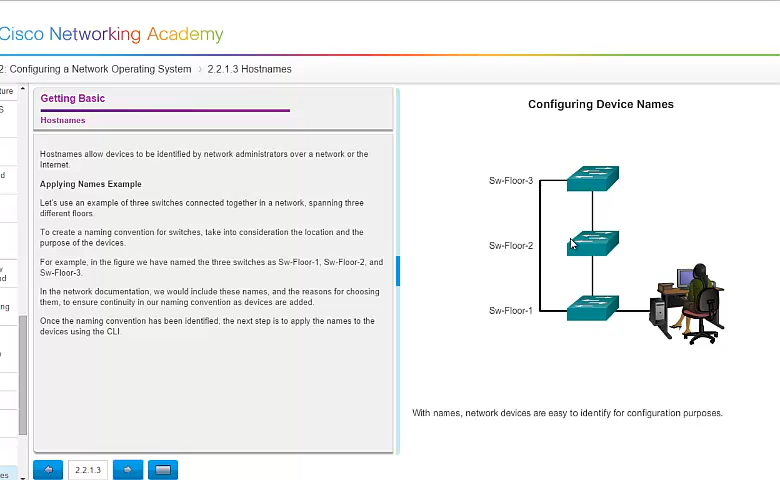 Cisco Networking Academy
2: Configuring a Network Operating System › 2.2.1.3 Hostnames
Getting Basic
Hostnames
Hostnames allow devices to be identified by network administrators over a network or the
Internet.
Applying Names Example
Let's use an example of three switches connected together in a network, spanning three
different floors.
To create a naming convention for switches, take into consideration the location and the
purpose of the devices.
For example, in the figure we have named the three switches as Sw-Floor-1, Sw-Floor-2, and
Sw-Floor-3.
In the network documentation, we would include these names, and the reasons for choosing
them, to ensure continuity in our naming convention as devices are added.
Once the naming convention has been identified, the next step is to apply the names to the
devices using the CLI.
2.2.1.3
Configuring Device Names
Sw-Floor-3
Sw-Floor-2
Sw-Floor-1
With names, network devices are easy to identify for configuration purposes.